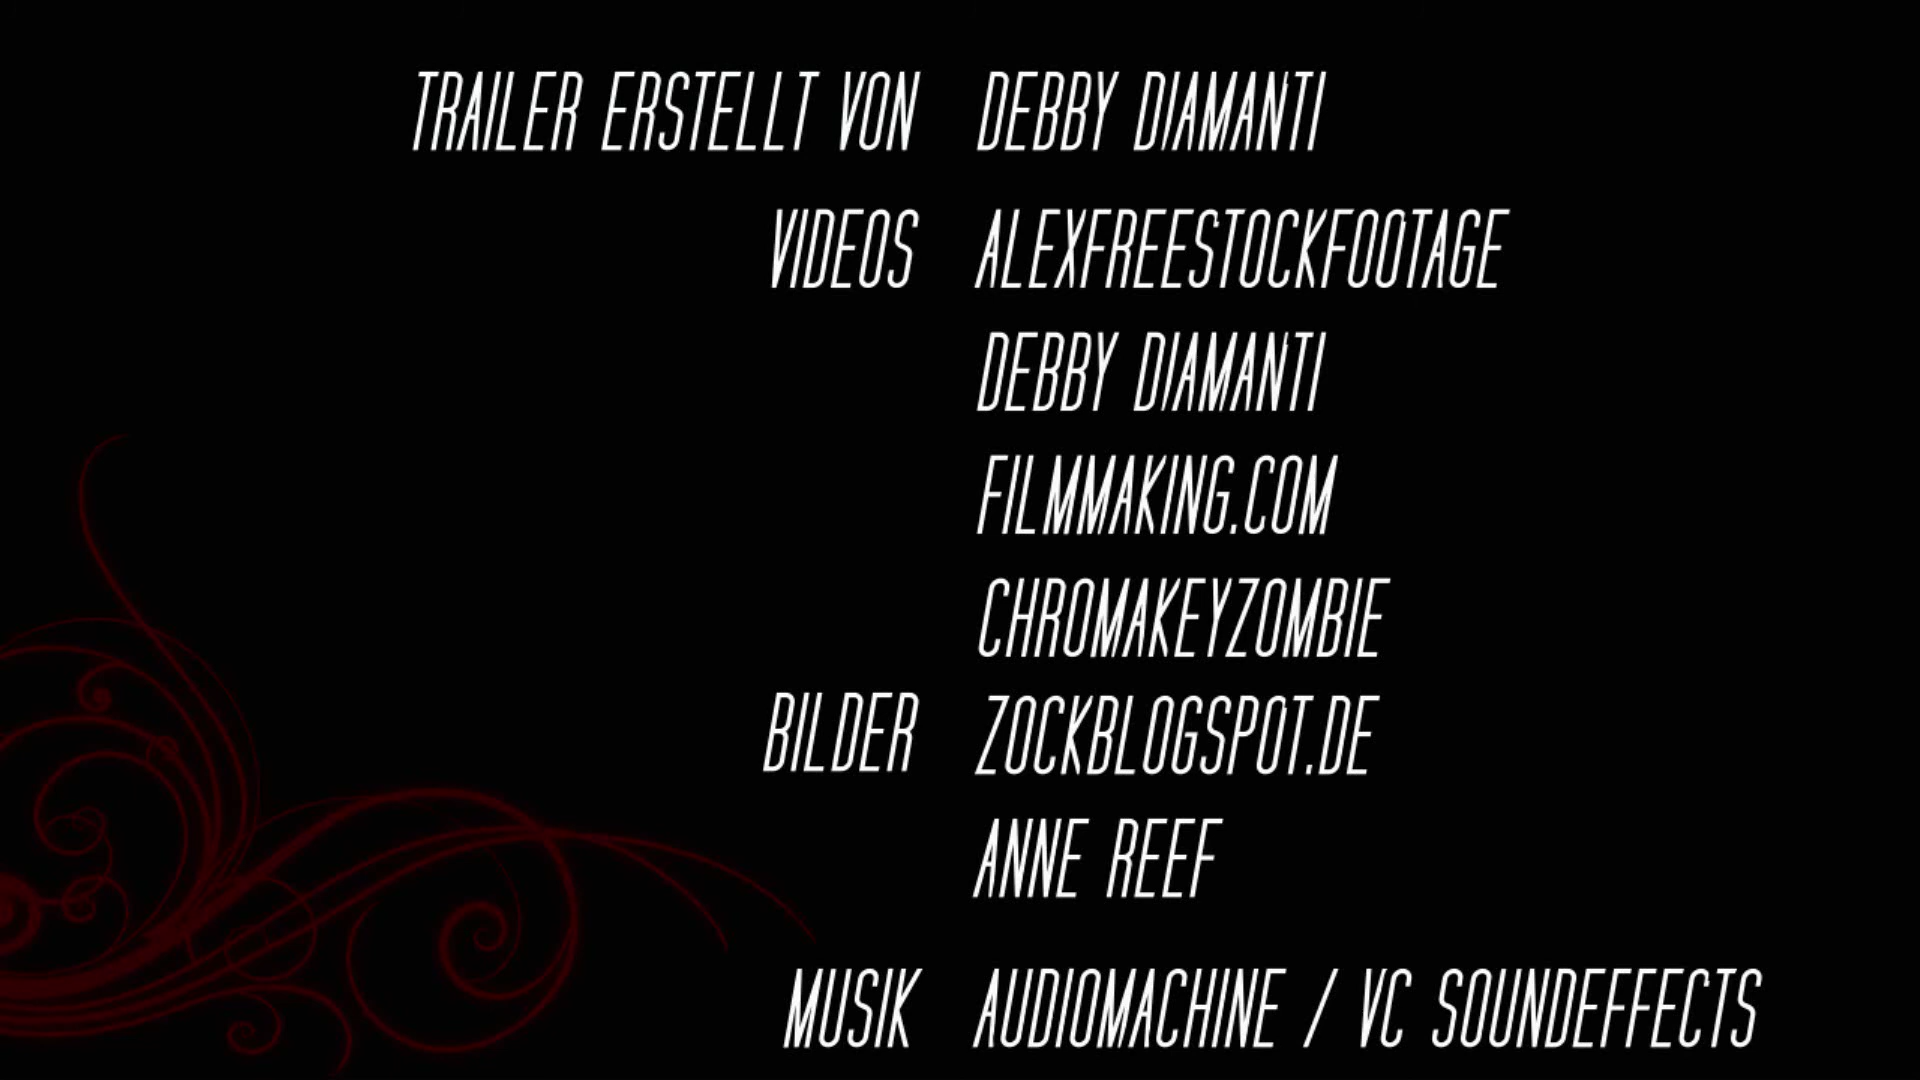 TRAILER ERSTELLT VON DEBBY DIAMANTI
VIDEOS ALEXFREESTOCKFOOTAGE
DEBBY DIAMANTI
FILMMAKING.COM
CHROMAKEYZOMBIE
BILDER ZOCKBLOGSPOT.DE
ANNE REEF
MUSIK AUDIOMACHINE / VC SOUNDEFFECTS